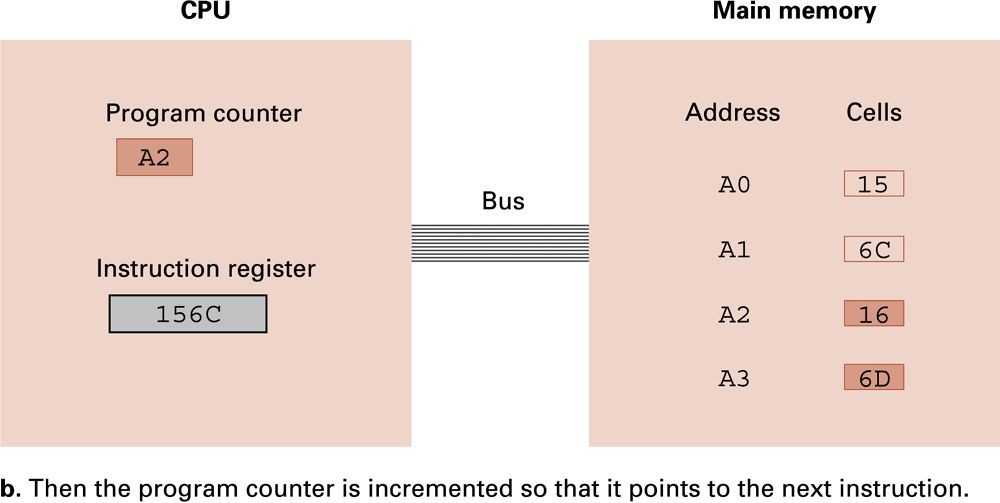 CPU
Main memory
Program counter
A2
Instruction register
156C
Bus
Address Cells
A0 15
A1 6C
A2 16
A3 6D
b. Then the program counter is incremented so that it points to the next instruction.